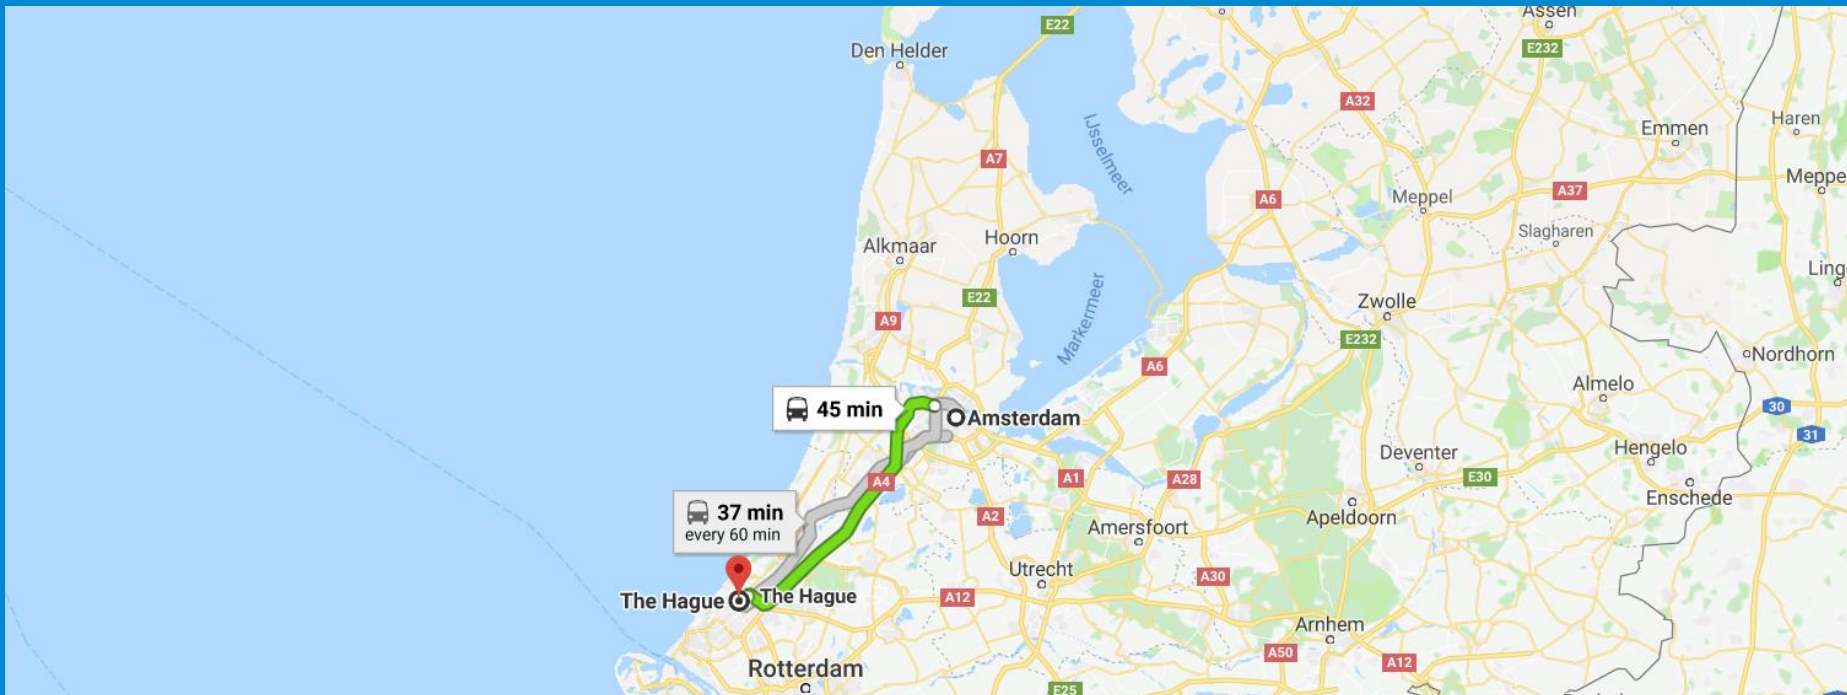 Assen
E22
Den Helder
E232
A32
Haren
Emmen
IJsselmeer
A7
Meppe
A37
A6
Meppel
Slagharen
Hoorn
Alkmaar
Ling
Markermeer
E22
Zwolle
A9
E232
Nordhorn
A6
Almelo
45 min
30
Amsterdam
31
Hengelo
Deventer
A4
A1
A28
E30
Enschede
37 min
every 60 min
A2
Apeldoorn
Amersfoort
Utrecht
A30
The Hague
The Hague
A12
Arnhem
A50
A12
Rotterdam
E25